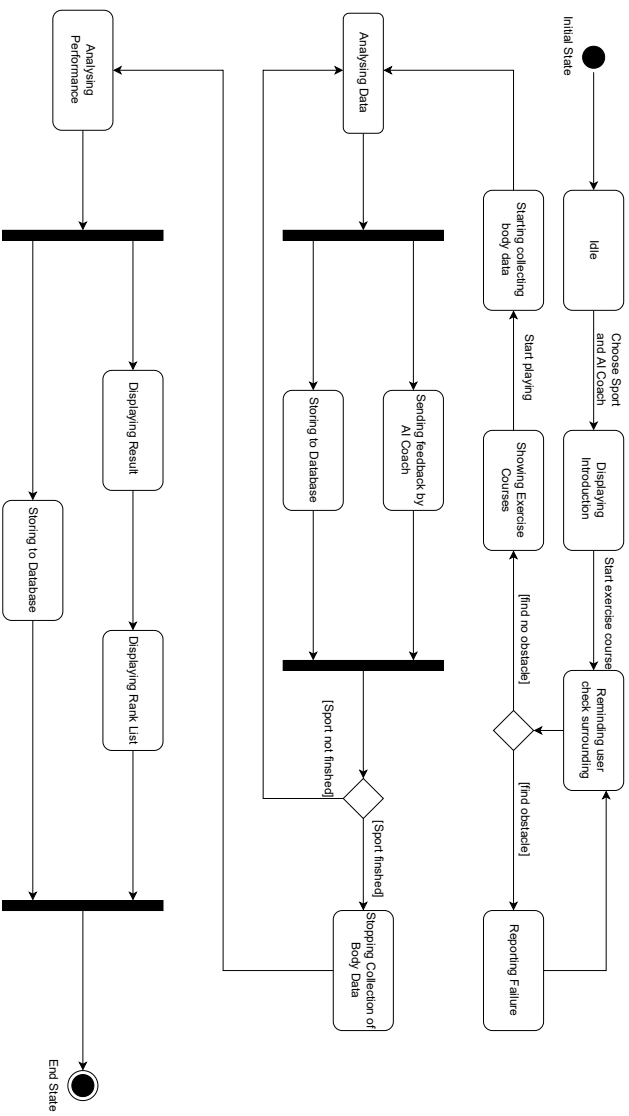 Initial State
Idle
Choose Sport
and AI Coach
Displaying
Introduction
Start exercise course
Reminding user
check surrounding
[find no obstacle]
[find obstacle]
Reporting Failure
Showing Exercise
Courses
Start playing
Starting collecting
body data
Analysing Data
Sending feedback by
AI Coach
Storing to Database
[Sport not finfshed]
[Sport finfshed]
Stopping Collection of
Body Data
Analysing
Performance
Displaying Result
Displaying Rank List
Storing to Database
End State